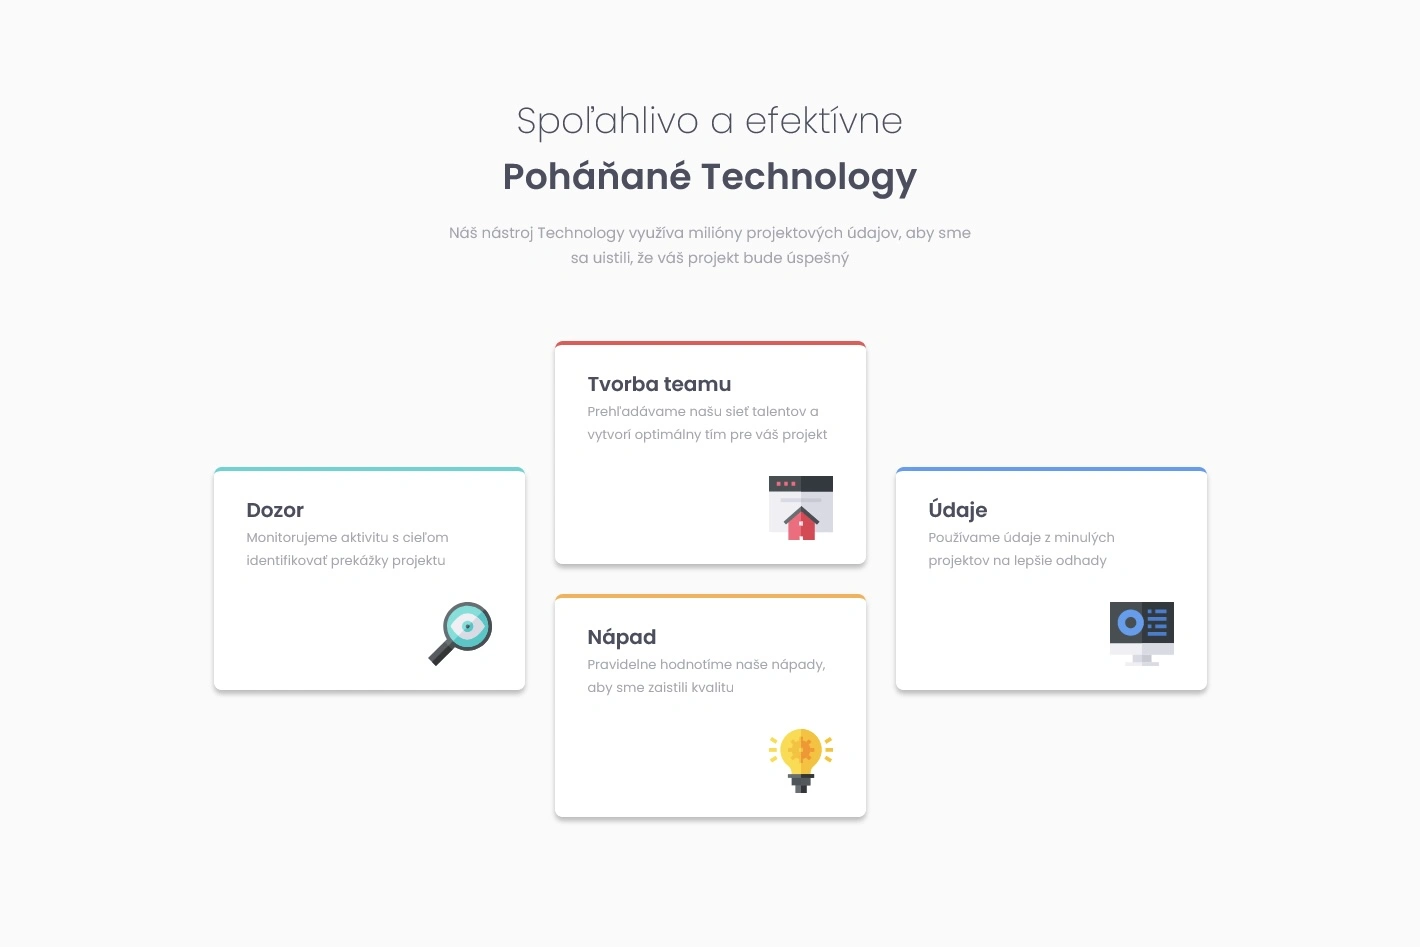 Spoľahlivo a efektívne
Poháňané Technology
Náš nástroj Technology využíva milióny projektových údajov, aby sme
sa uistili, že váš projekt bude úspešný
Tvorba teamu
Prehľadávame našu sieť talentov a
vytvorí optimálny tím pre váš projekt
Dozor
Monitorujeme aktivitu s cieľom
identifikovať prekážky projektu
Údaje
Používame údaje z minulých
projektov na lepšie odhady
Nápad
Pravidelne hodnotíme naše nápady,
aby sme zaistili kvalitu